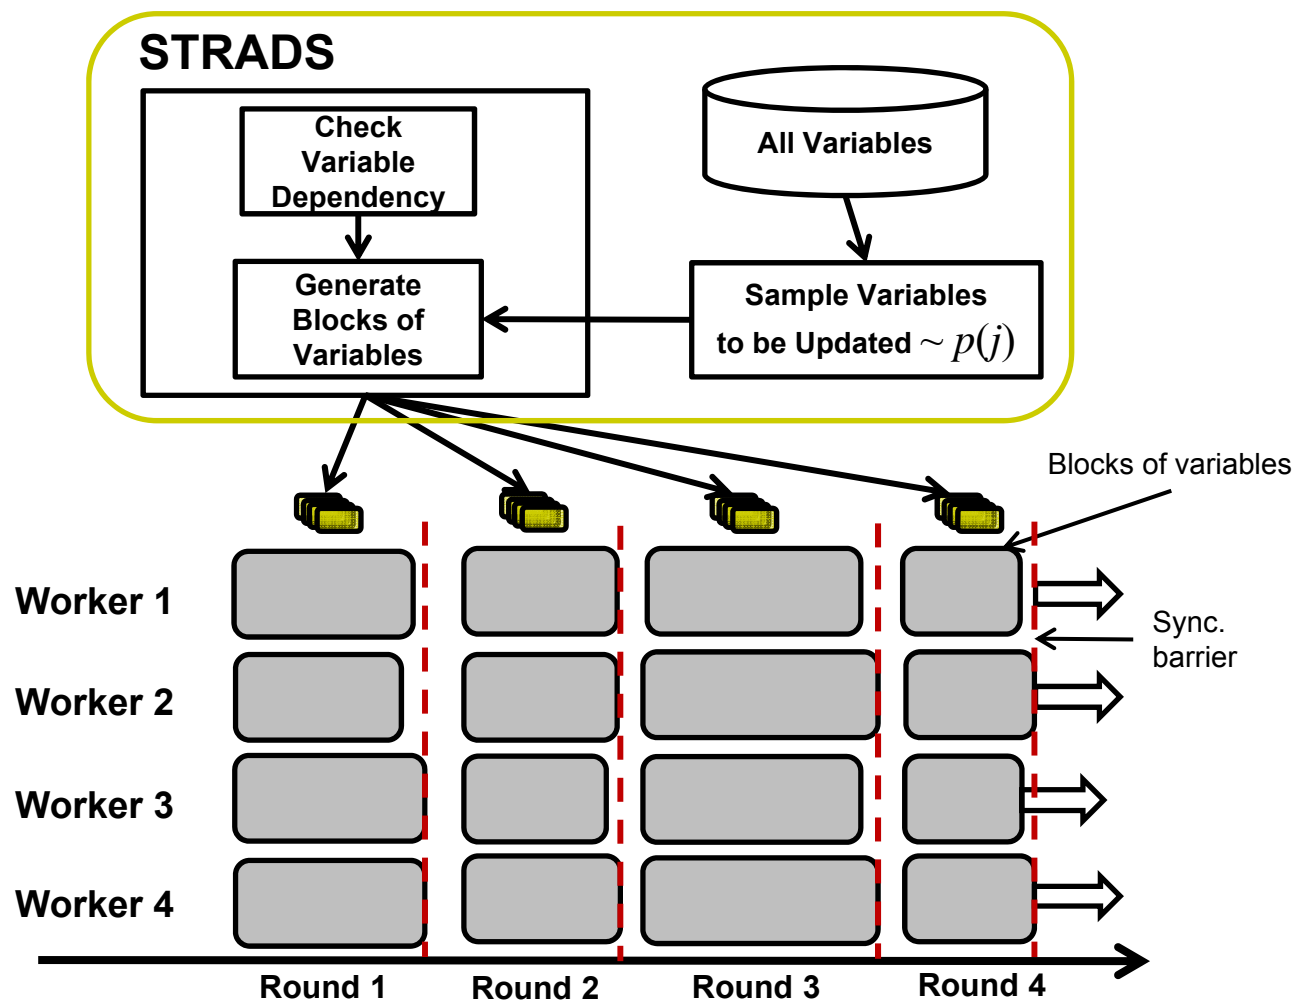 STRADS
Check
Variable
Dependency
All Variables
Generate
Blocks of
Variables
Sample Variables
to be Updated ~ p(j)
Blocks of variables
Worker 1
Sync.
barrier
Worker 2
Worker 3
Worker 4
Round 1
Round 2
Round 3
Round 4